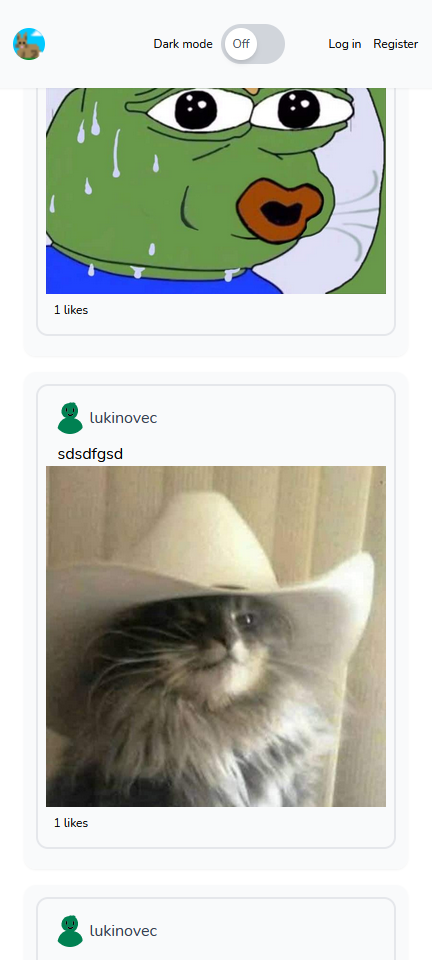 Dark mode
Off
Log in
Register
1 likes
lukinovec
sdsdfgsd
1 likes
lukinovec